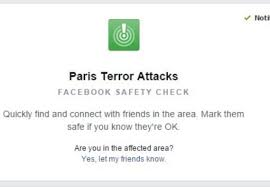 Paris Terror Attacks
FACEBOOK SAFETY CHECK
Quickly find and connect with friends in the area. Mark them
safe if you know they're OK.
Are you in the affected area?
Yes, let my friends know.